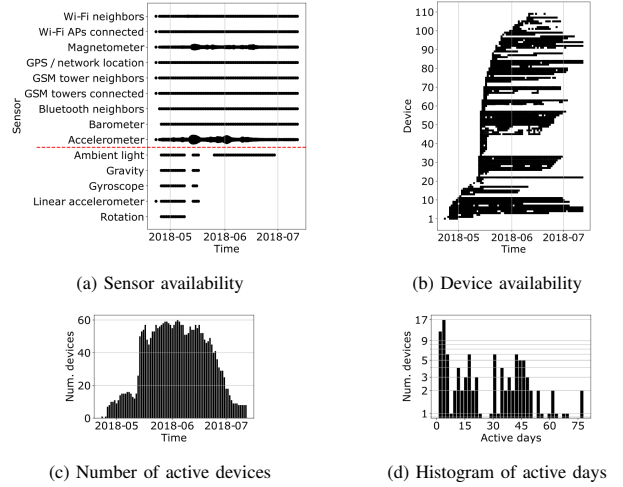 Sensor
Wi-Fi neighbors
Wi-Fi APs connected
Magnetometer
GPS / network location
GSM tower neighbors
GSM towers connected
Bluetooth neighbors
Barometer
Accelerometer
Ambient light
Gravity
Gyroscope
Linear accelerometer
Rotation
2018-05 2018-06 2018-07
Time
(a) Sensor availability
Device
110
100
90
80
70
60
50
40
30
20
10
1
2018-05 2018-06 2018-07
Time
(b) Device availability
Num. devices
60
40
20
0
2018-05 2018-06 2018-07
Time
(c) Number of active devices
Num. devices
17
9
5
3
2
1
0 15 30 45 60 75
Active days
(d) Histogram of active days